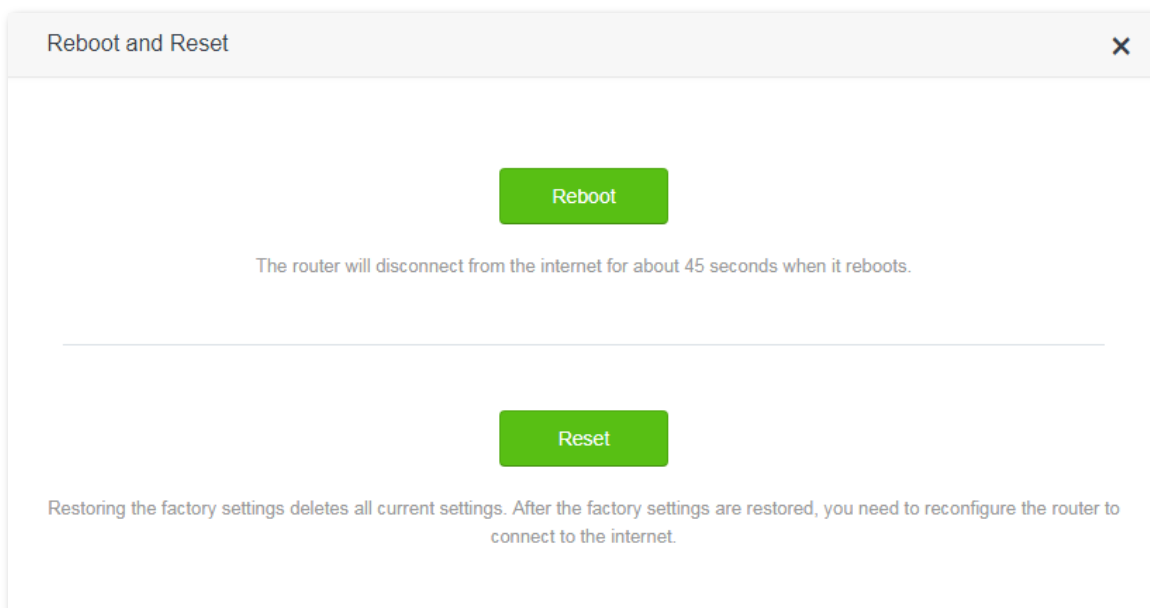 Reboot and Reset
Reboot
The router will disconnect from the internet for about 45 seconds when it reboots.
Reset
Restoring the factory settings deletes all current settings. After the factory settings are restored, you need to reconfigure the router to
connect to the internet.